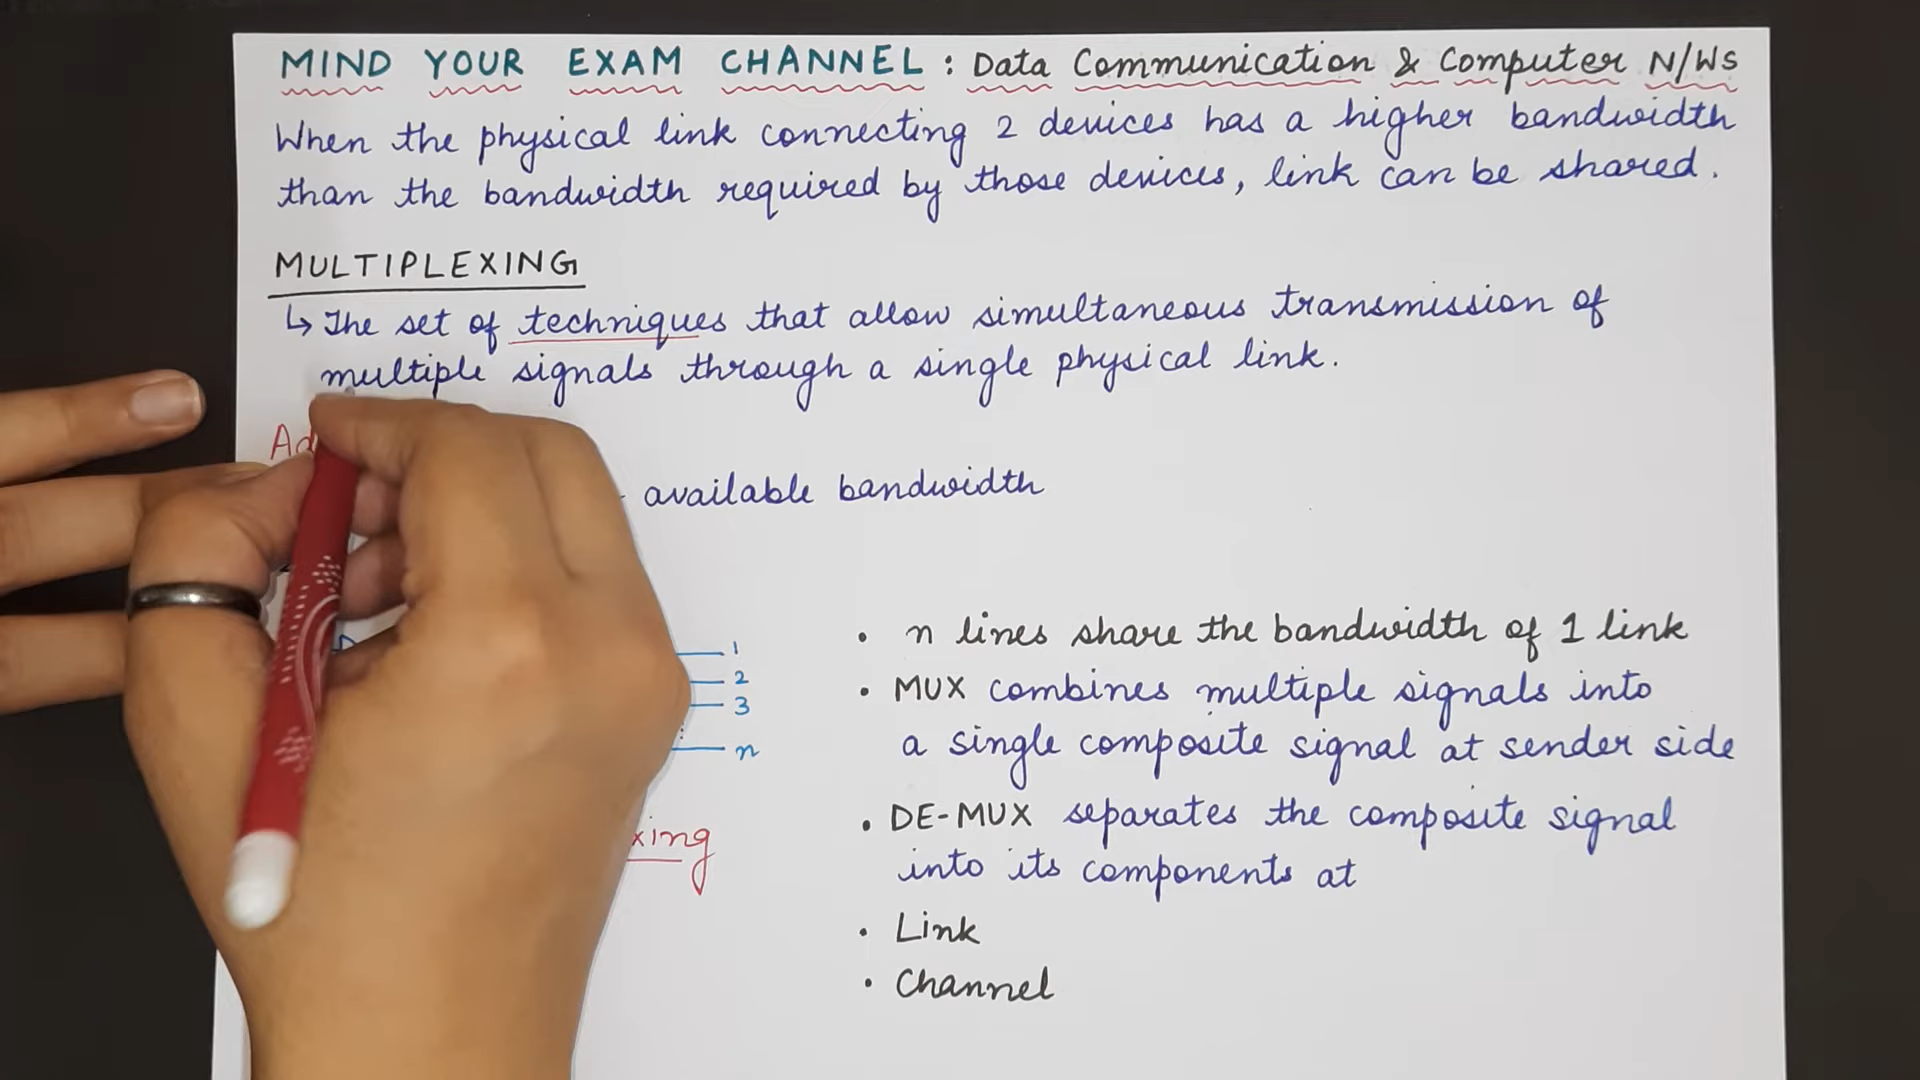 MIND YOUR EXAM CHANNEL : Data Communication & Computer N/Ws
When the physical link connecting 2 devices has a higher bandwidth
than the bandwidth required by those devices, link can be shared.
MULTIPLEXING
↳ The set of techniques that allow simultaneous transmission of
multiple signals through a single physical link.
Ad
available bandwidth
1
2
3
n
xing
• n lines share the bandwidth of 1 link
• MUX combines multiple signals into
a single composite signal at sender side
• DE-MUX separates the composite signal
into its components at
• Link
• Channel